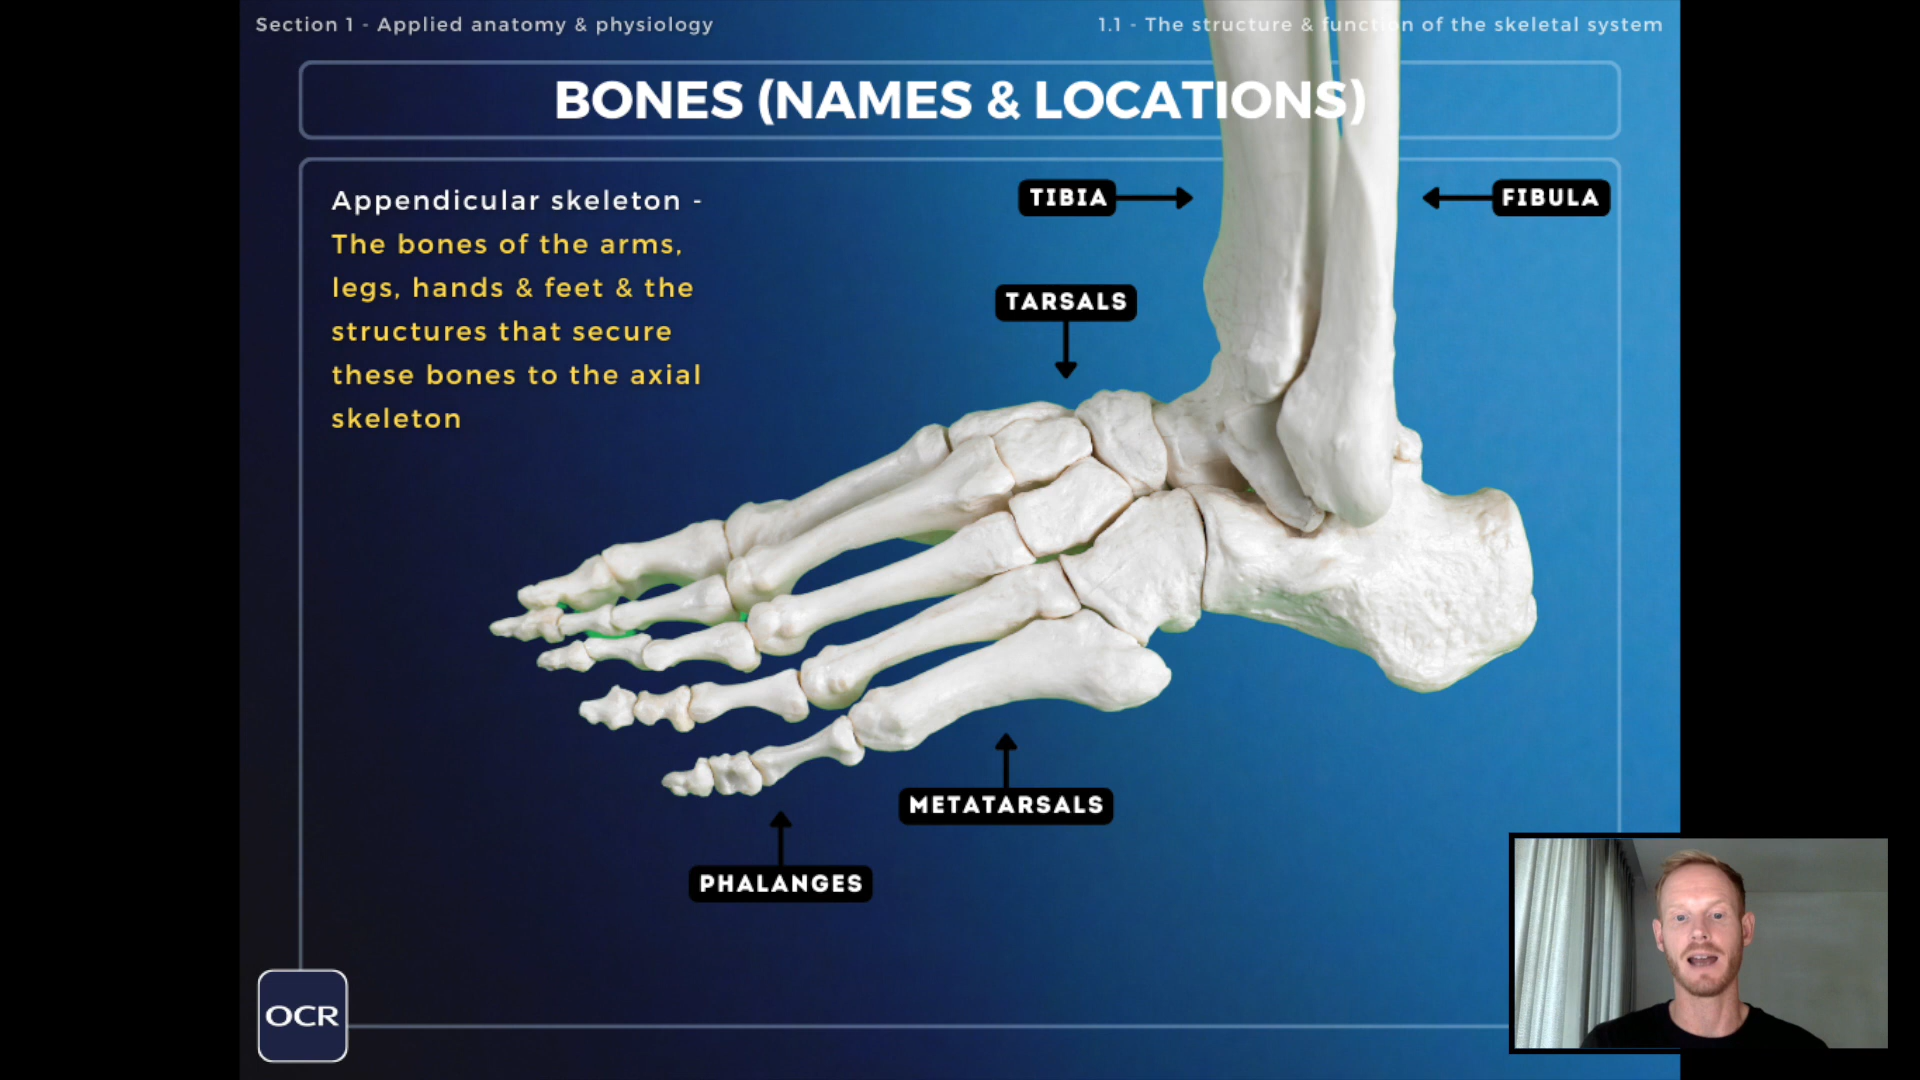 Section 1 - Applied anatomy & physiology
1.1 - The structure & function of the skeletal system
BONES (NAMES & LOCATIONS)
Appendicular skeleton -
The bones of the arms,
legs, hands & feet & the
structures that secure
these bones to the axial
skeleton
TIBIA
FIBULA
TARSALS
METATARSALS
PHALANGES
OCR